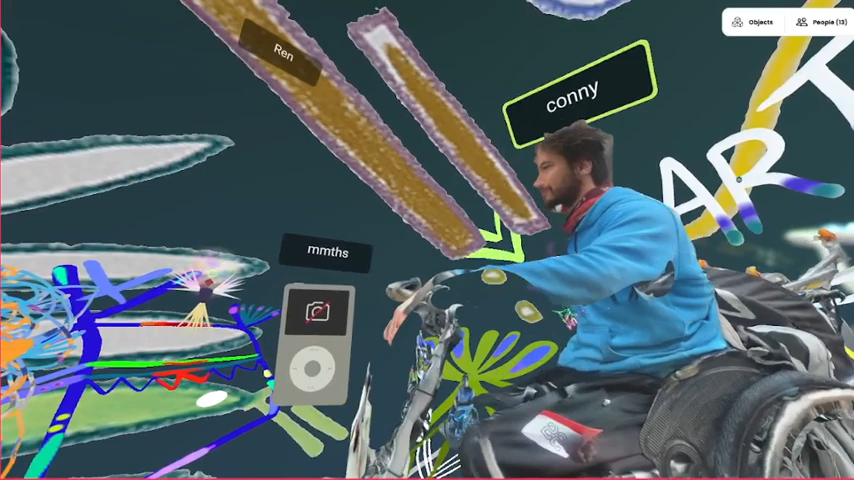 Objects
People (13)
Ren
conny
ART
mmths